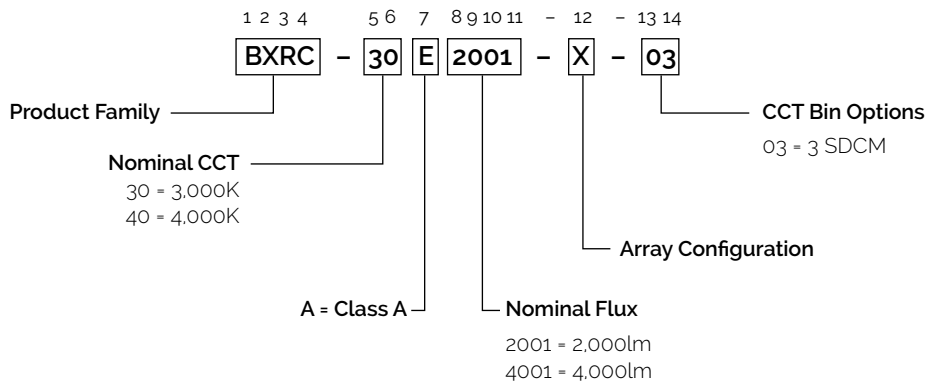 1 2 3 4 5 6 7 8 9 10 11 – 12 – 13 14
BXRC – 30 E 2001 – X – 03
Product Family
CCT Bin Options
03 = 3 SDCM
Nominal CCT
30 = 3,000K
40 = 4,000K
Array Configuration
A = Class A
Nominal Flux
2001 = 2,000lm
4001 = 4,000lm